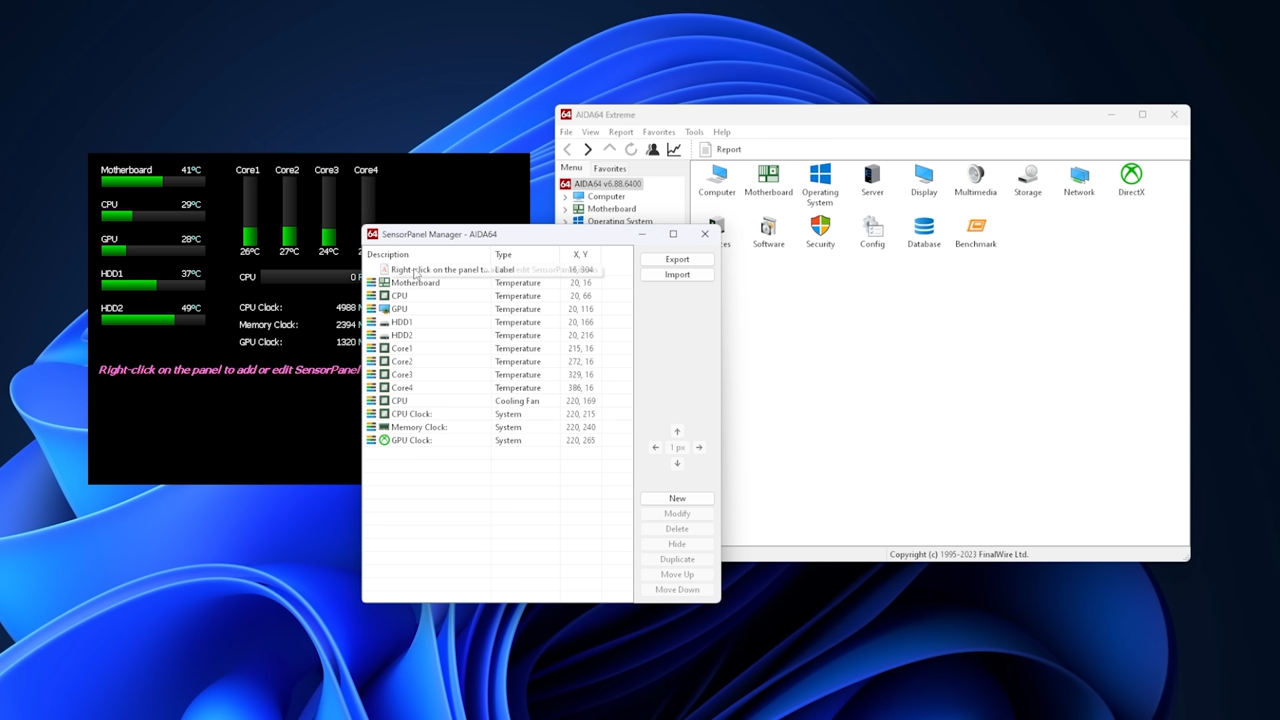 Motherboard 41°C
CPU 29°C
GPU 28°C
HDD1 37°C
HDD2 49°C
Core1 Core2 Core3 Core4
26°C 27°C 24°C
CPU 0
CPU Clock: 4988
Memory Clock: 2394
GPU Clock: 1320
Right-click on the panel to add or edit SensorPanel
AIDA64 Extreme
File View Report Favorites Tools Help
Report
Menu Favorites
AIDA64 v6.88.6400
Computer
Motherboard
Operating System
Computer Motherboard Operating System Server Display Multimedia Storage Network DirectX
Software Security Config Database Benchmark
Copyright (c) 1995-2023 FinalWire Ltd.
SensorPanel Manager - AIDA64
Description Type X, Y
Right-click on the panel t... Label 16, 394
Motherboard Temperature 20, 16
CPU Temperature 20, 66
GPU Temperature 20, 116
HDD1 Temperature 20, 166
HDD2 Temperature 20, 216
Core1 Temperature 215, 16
Core2 Temperature 272, 16
Core3 Temperature 329, 16
Core4 Temperature 386, 16
CPU Cooling Fan 220, 169
CPU Clock: System 220, 215
Memory Clock: System 220, 240
GPU Clock: System 220, 265
Export
Import
1 px
New
Modify
Delete
Hide
Duplicate
Move Up
Move Down